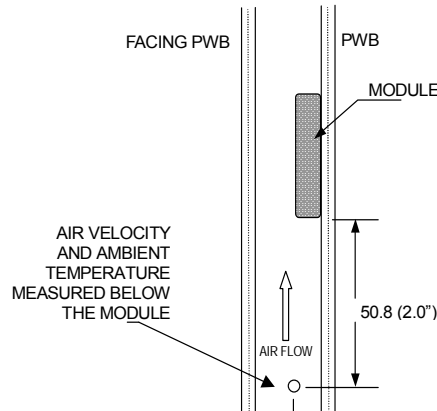 FACING PWB
PWB
MODULE
AIR VELOCITY
AND AMBIENT
TEMPERATURE
MEASURED BELOW
THE MODULE
50.8 (2.0”)
AIR FLOW